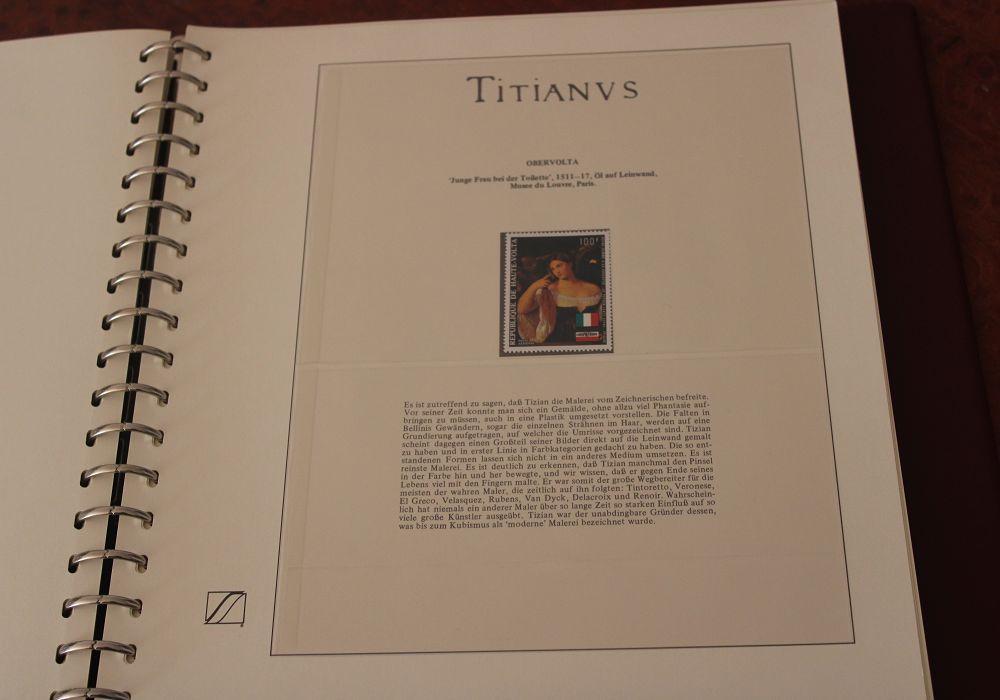 TITIANVS
OBERVOLTA
'Junge Frau bei der Toilette', 1511—17, Öl auf Leinwand,
Musee du Louvre, Paris.
100F
REPUBLIQUE DE HAUTE-VOLTA
Es ist zutreffend zu sagen, daß Tizian die Malerei vom Zeichnerischen befreite.
Vor seiner Zeit konnte man sich ein Gemälde, ohne allzu viel Phantasie auf-
bringen zu müssen, auch in eine Plastik umgesetzt vorstellen. Die Falten in
Bellinis Gewändern, sogar die einzelnen Strähnen im Haar, werden auf eine
Grundierung aufgetragen, auf welcher die Umrisse vorgezeichnet sind. Tizian
scheint dagegen einen Großteil seiner Bilder direkt auf die Leinwand gemalt
zu haben und in erster Linie in Farbkategorien gedacht zu haben. Die so ent-
standenen Formen lassen sich nicht in ein anderes Medium umsetzen. Es ist
reinste Malerei. Es ist deutlich zu erkennen, daß Tizian manchmal den Pinsel
in der Farbe hin und her bewegte, und wir wissen, daß er gegen Ende seines
Lebens viel mit den Fingern malte. Er war somit der große Wegbereiter für die
meisten der wahren Maler, die zeitlich auf ihn folgten: Tintoretto, Veronese,
El Greco, Velasquez, Rubens, Van Dyck, Delacroix und Renoir. Wahrschein-
lich hat niemals ein anderer Maler über so lange Zeit so starken Einfluß auf so
viele große Künstler ausgeübt. Tizian war der unabdingbare Gründer dessen,
was bis zum Kubismus als 'moderne' Malerei bezeichnet wurde.